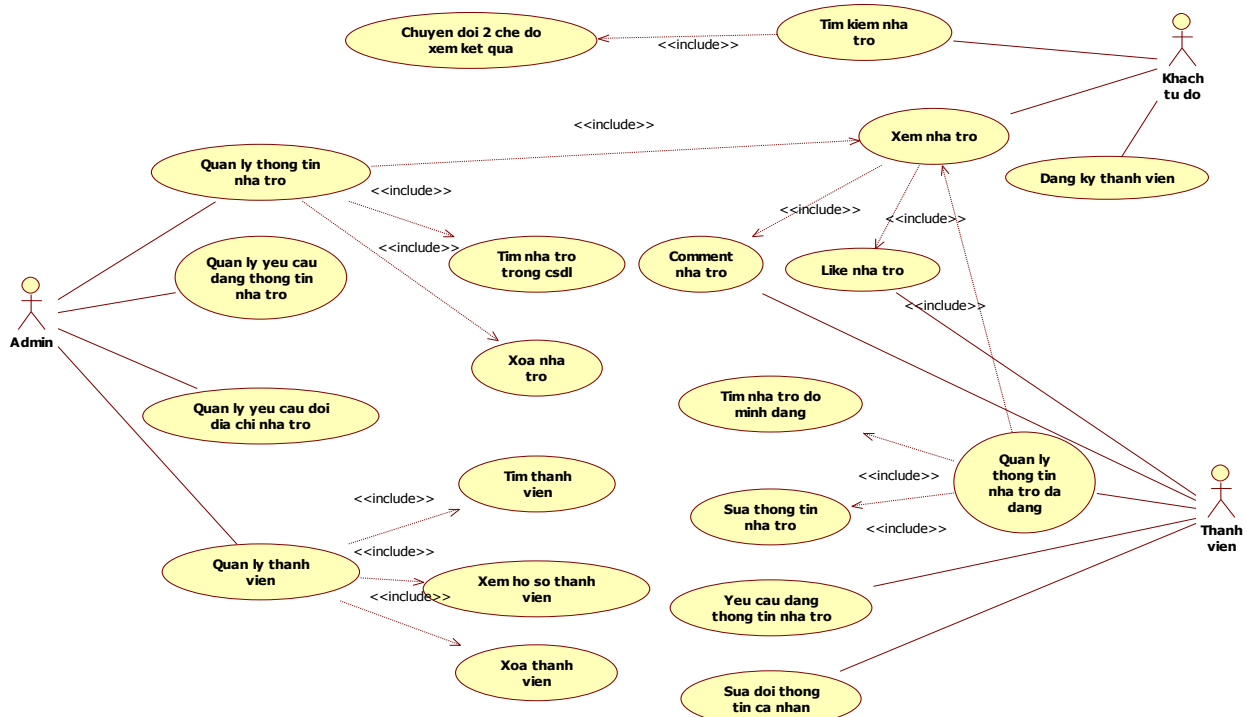 Chuyen doi 2 che do
xem ket qua
<<include>>
Tim kiem nha
tro
Khach
tu do
<<include>>
Xem nha tro
Quan ly thong tin
nha tro
Dang ky thanh vien
<<include>>
<<include>>
<<include>>
<<include>>
Quan ly yeu cau
dang thong tin
nha tro
Tim nha tro
trong csdl
Comment
nha tro
Like nha tro
<<include>>
Admin
Xoa nha
tro
Quan ly yeu cau doi
dia chi nha tro
Tim nha tro do
minh dang
Quan ly
thong tin
nha tro da
dang
Tim thanh
vien
<<include>>
<<include>>
Sua thong tin
nha tro
<<include>>
Thanh
vien
<<include>>
Quan ly thanh
vien
Xem ho so thanh
vien
<<include>>
Yeu cau dang
thong tin nha tro
Xoa thanh
vien
Sua doi thong
tin ca nhan